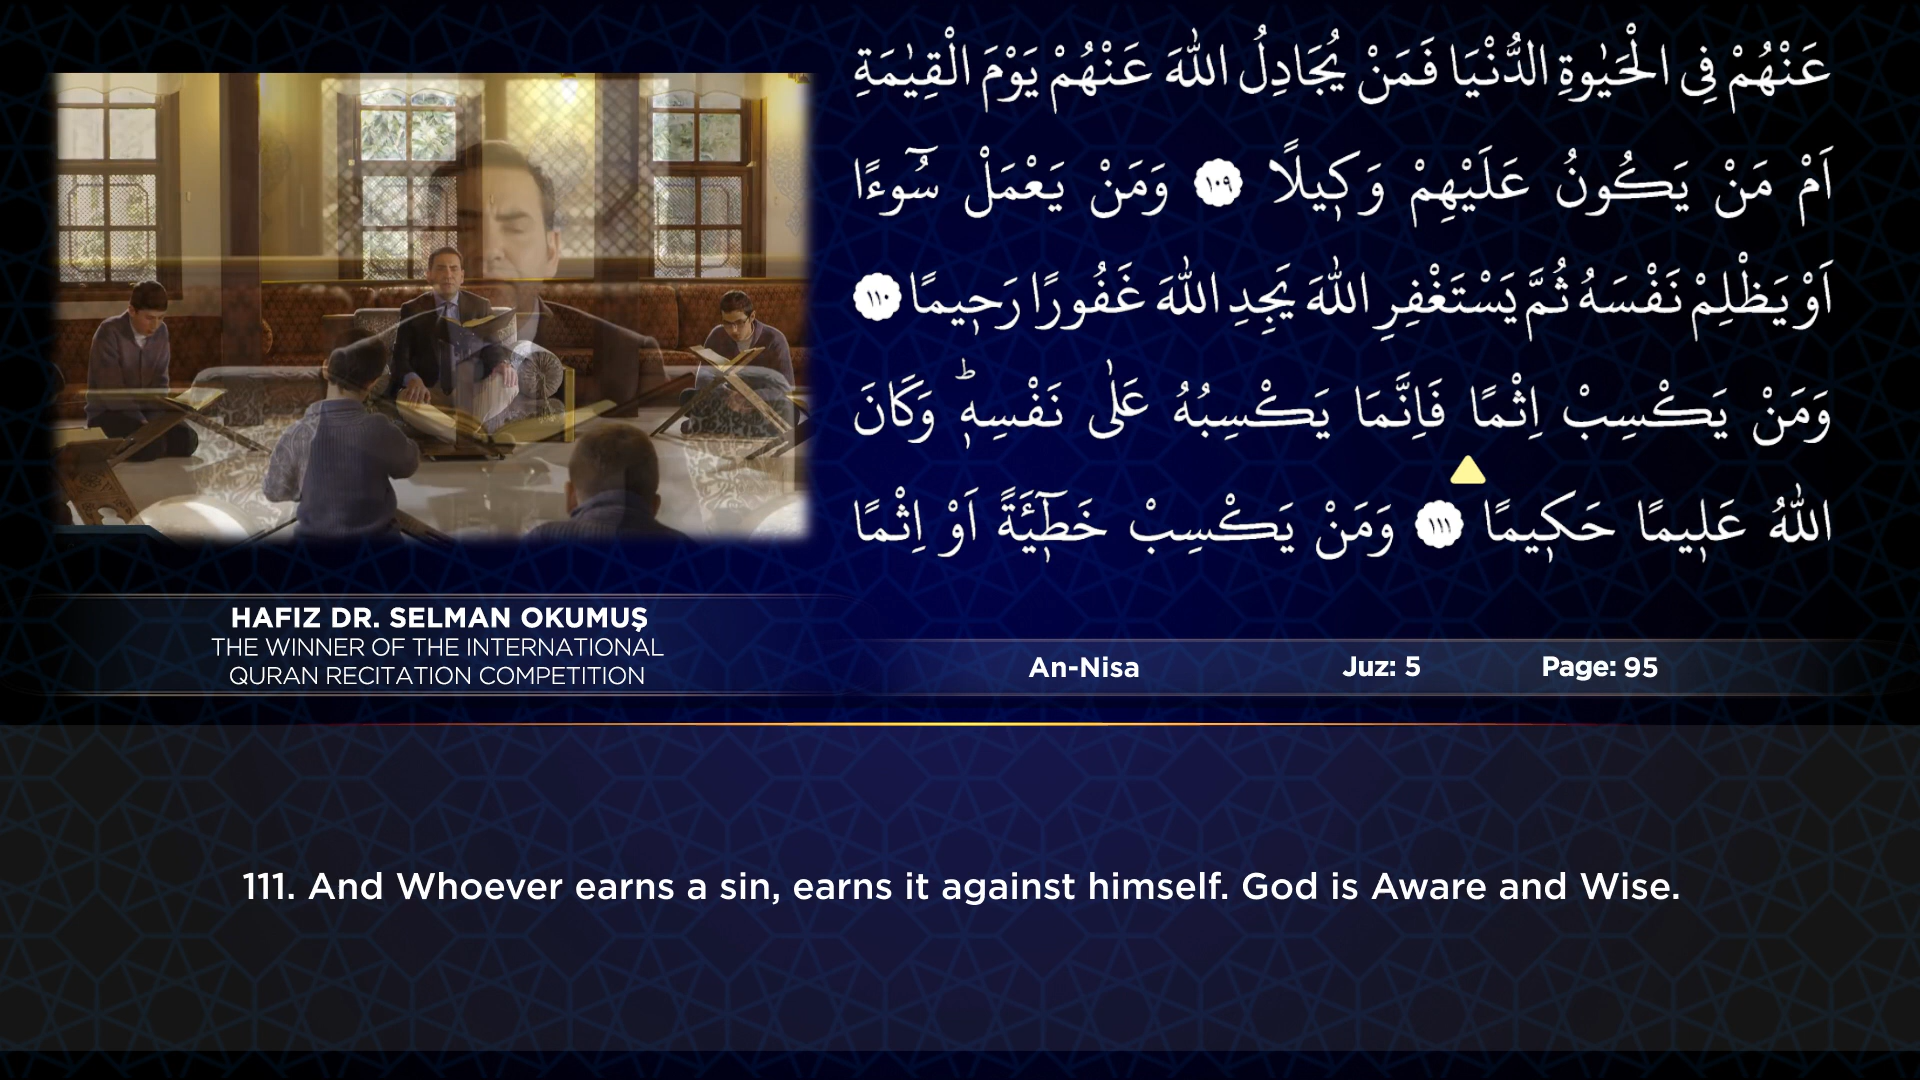 عَنْهُمْ فِى الْحَيٰوةِ الدُّنْيَا فَمَنْ يُجَادِلُ اللّٰهَ عَنْهُمْ يَوْمَ الْقِيٰمَةِ
اَمْ مَنْ يَكُونُ عَلَيْهِمْ وَكٖيلًا ١٠٩ وَمَنْ يَعْمَلْ سُوٓءًا
اَوْ يَظْلِمْ نَفْسَهُ ثُمَّ يَسْتَغْفِرِ اللّٰهَ يَجِدِ اللّٰهَ غَفُورًا رَحٖيمًا ١١٠
وَمَنْ يَكْسِبْ اِثْمًا فَاِنَّمَا يَكْسِبُهُ عَلٰى نَفْسِهٖؕ وَكَانَ
اللّٰهُ عَلٖيمًا حَكٖيمًا ١١١ وَمَنْ يَكْسِبْ خَطٖٓيئَةً اَوْ اِثْمًا
HAFIZ DR. SELMAN OKUMUŞ
THE WINNER OF THE INTERNATIONAL
QURAN RECITATION COMPETITION
An-Nisa Juz: 5 Page: 95
111. And Whoever earns a sin, earns it against himself. God is Aware and Wise.